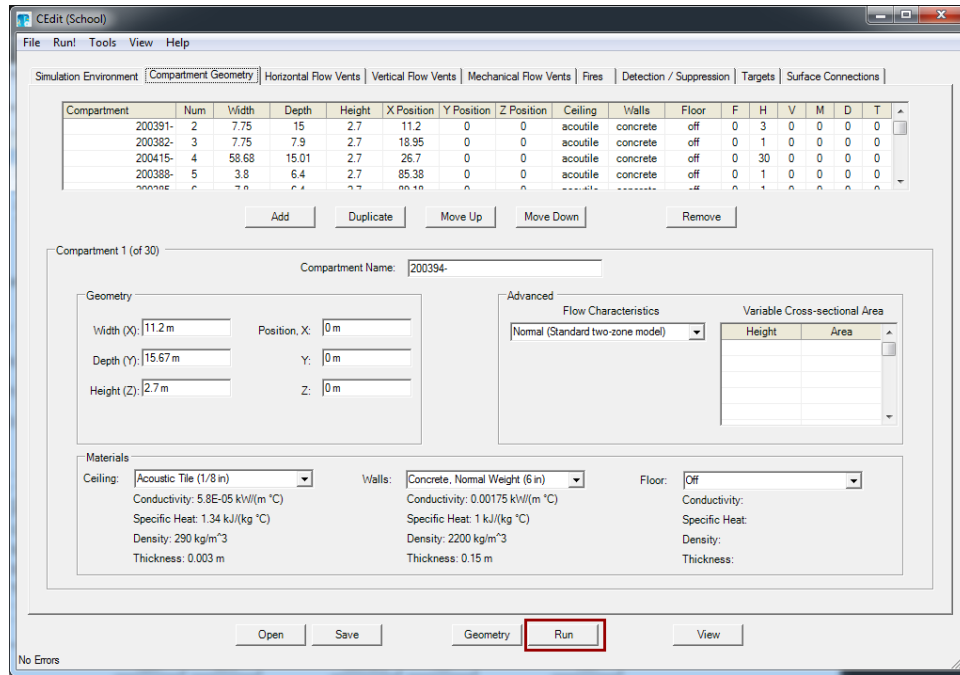 CEdit (School)
File Run! Tools View Help
Simulation Environment Compartment Geometry Horizontal Flow Vents Vertical Flow Vents Mechanical Flow Vents Fires Detection / Suppression Targets Surface Connections
Compartment Num Width Depth Height X Position Y Position Z Position Ceiling Walls Floor F H V M D T
200391- 2 7.75 15 2.7 11.2 0 0 acoutile concrete off 0 3 0 0 0 0
200382- 3 7.75 7.9 2.7 18.95 0 0 acoutile concrete off 0 1 0 0 0 0
200415- 4 58.68 15.01 2.7 26.7 0 0 acoutile concrete off 0 30 0 0 0 0
200388- 5 3.8 6.4 2.7 85.38 0 0 acoutile concrete off 0 1 0 0 0 0
Add Duplicate Move Up Move Down Remove
Compartment 1 (of 30)
Compartment Name: 200394-
Geometry
Width (X): 11.2 m Position, X: 0 m
Depth (Y): 15.67 m Y: 0 m
Height (Z): 2.7 m Z: 0 m
Advanced
Flow Characteristics Variable Cross-sectional Area
Normal (Standard two-zone model) Height Area
Materials
Ceiling: Acoustic Tile (1/8 in) Walls: Concrete, Normal Weight (6 in) Floor: Off
Conductivity: 5.8E-05 kW/(m °C) Conductivity: 0.00175 kW/(m °C) Conductivity:
Specific Heat: 1.34 kJ/(kg °C) Specific Heat: 1 kJ/(kg °C) Specific Heat:
Density: 290 kg/m^3 Density: 2200 kg/m^3 Density:
Thickness: 0.003 m Thickness: 0.15 m Thickness:
Open Save Geometry Run View
No Errors